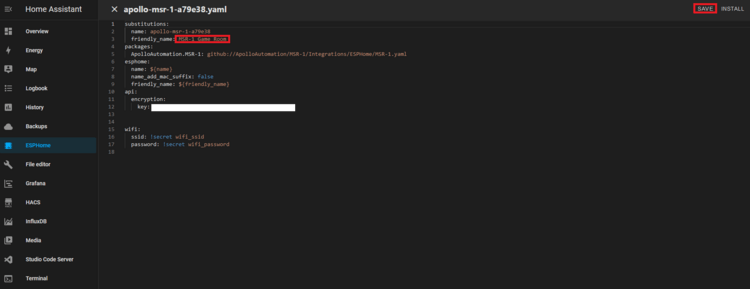 Home Assistant
Overview
Energy
Map
Logbook
History
Backups
ESPHome
File editor
Grafana
HACS
InfluxDB
Media
Studio Code Server
Terminal
apollo-msr-1-a79e38.yaml
SAVE
INSTALL
1 substitutions:
2 name: apollo-msr-1-a79e38
3 friendly_name: MSR-1 Game Room
4 packages:
5 ApolloAutomation.MSR-1: github://ApolloAutomation/MSR-1/Integrations/ESPHome/MSR-1.yaml
6 esphome:
7 name: ${name}
8 name_add_mac_suffix: false
9 friendly_name: ${friendly_name}
10 api:
11 encryption:
12 key:
13
14
15 wifi:
16 ssid: !secret wifi_ssid
17 password: !secret wifi_password
18